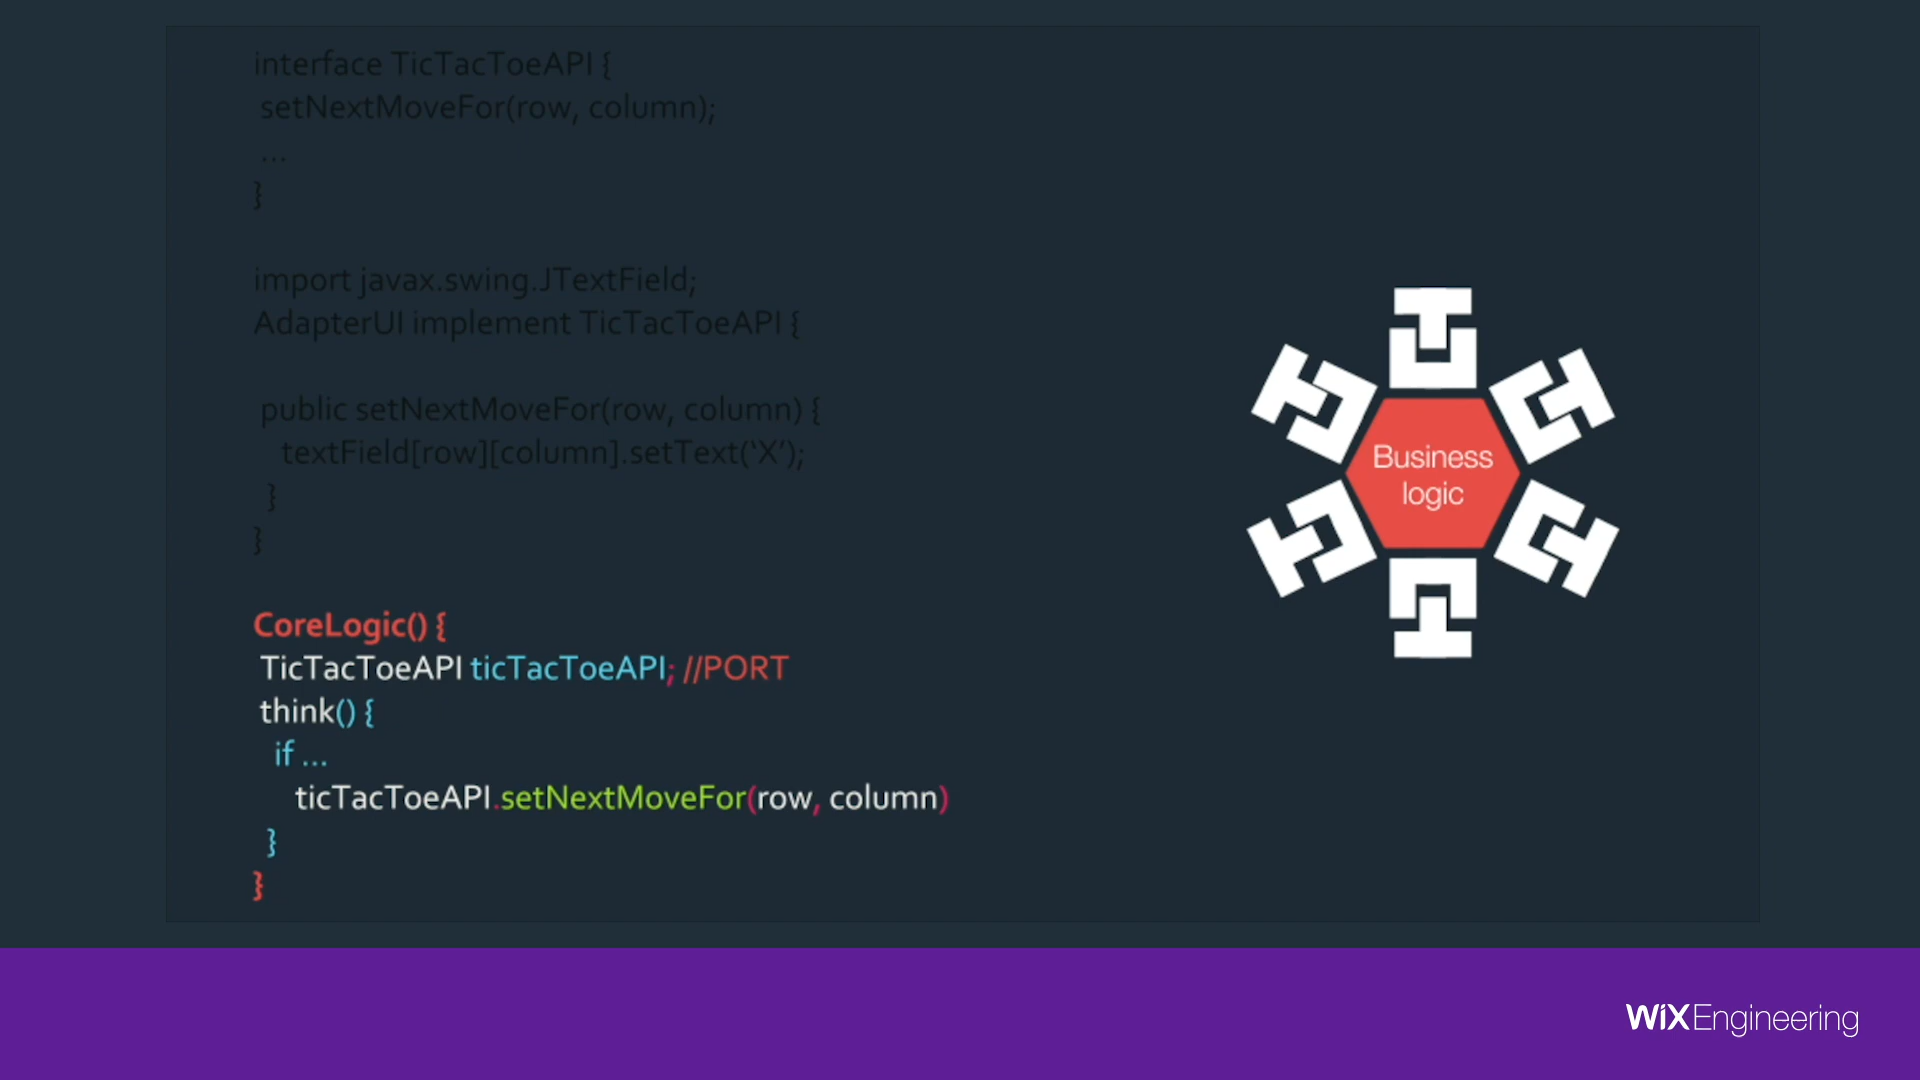 interface TicTacToeAPI {
setNextMoveFor(row, column);
...
}
import javax.swing.JTextField;
AdapterUI implement TicTacToeAPI {
public setNextMoveFor(row, column) {
textField[row][column].setText('X');
}
}
CoreLogic() {
TicTacToeAPI ticTacToeAPI; //PORT
think() {
if ...
ticTacToeAPI.setNextMoveFor(row, column)
}
}
Business
logic
WiXEngineering